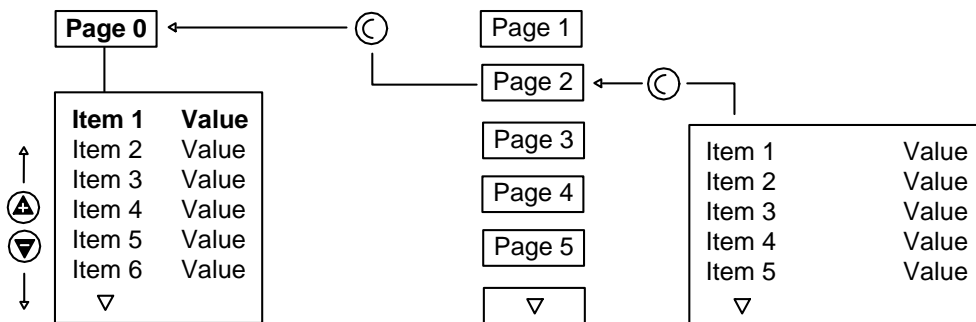 Page 0
Item 1 Value
Item 2 Value
Item 3 Value
Item 4 Value
Item 5 Value
Item 6 Value
Page 1
Page 2
Page 3
Page 4
Page 5
Item 1 Value
Item 2 Value
Item 3 Value
Item 4 Value
Item 5 Value